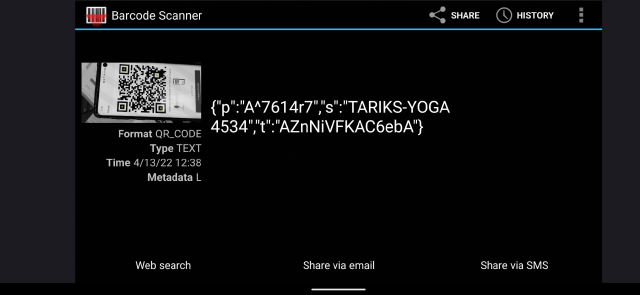 Barcode Scanner
SHARE
HISTORY
{"p":"A^7614r7","s":"TARIKS-YOGA
4534","t":"AZnNiVFKAC6ebA"}
Format QR_CODE
Type TEXT
Time 4/13/22 12:38
Metadata L
Web search
Share via email
Share via SMS